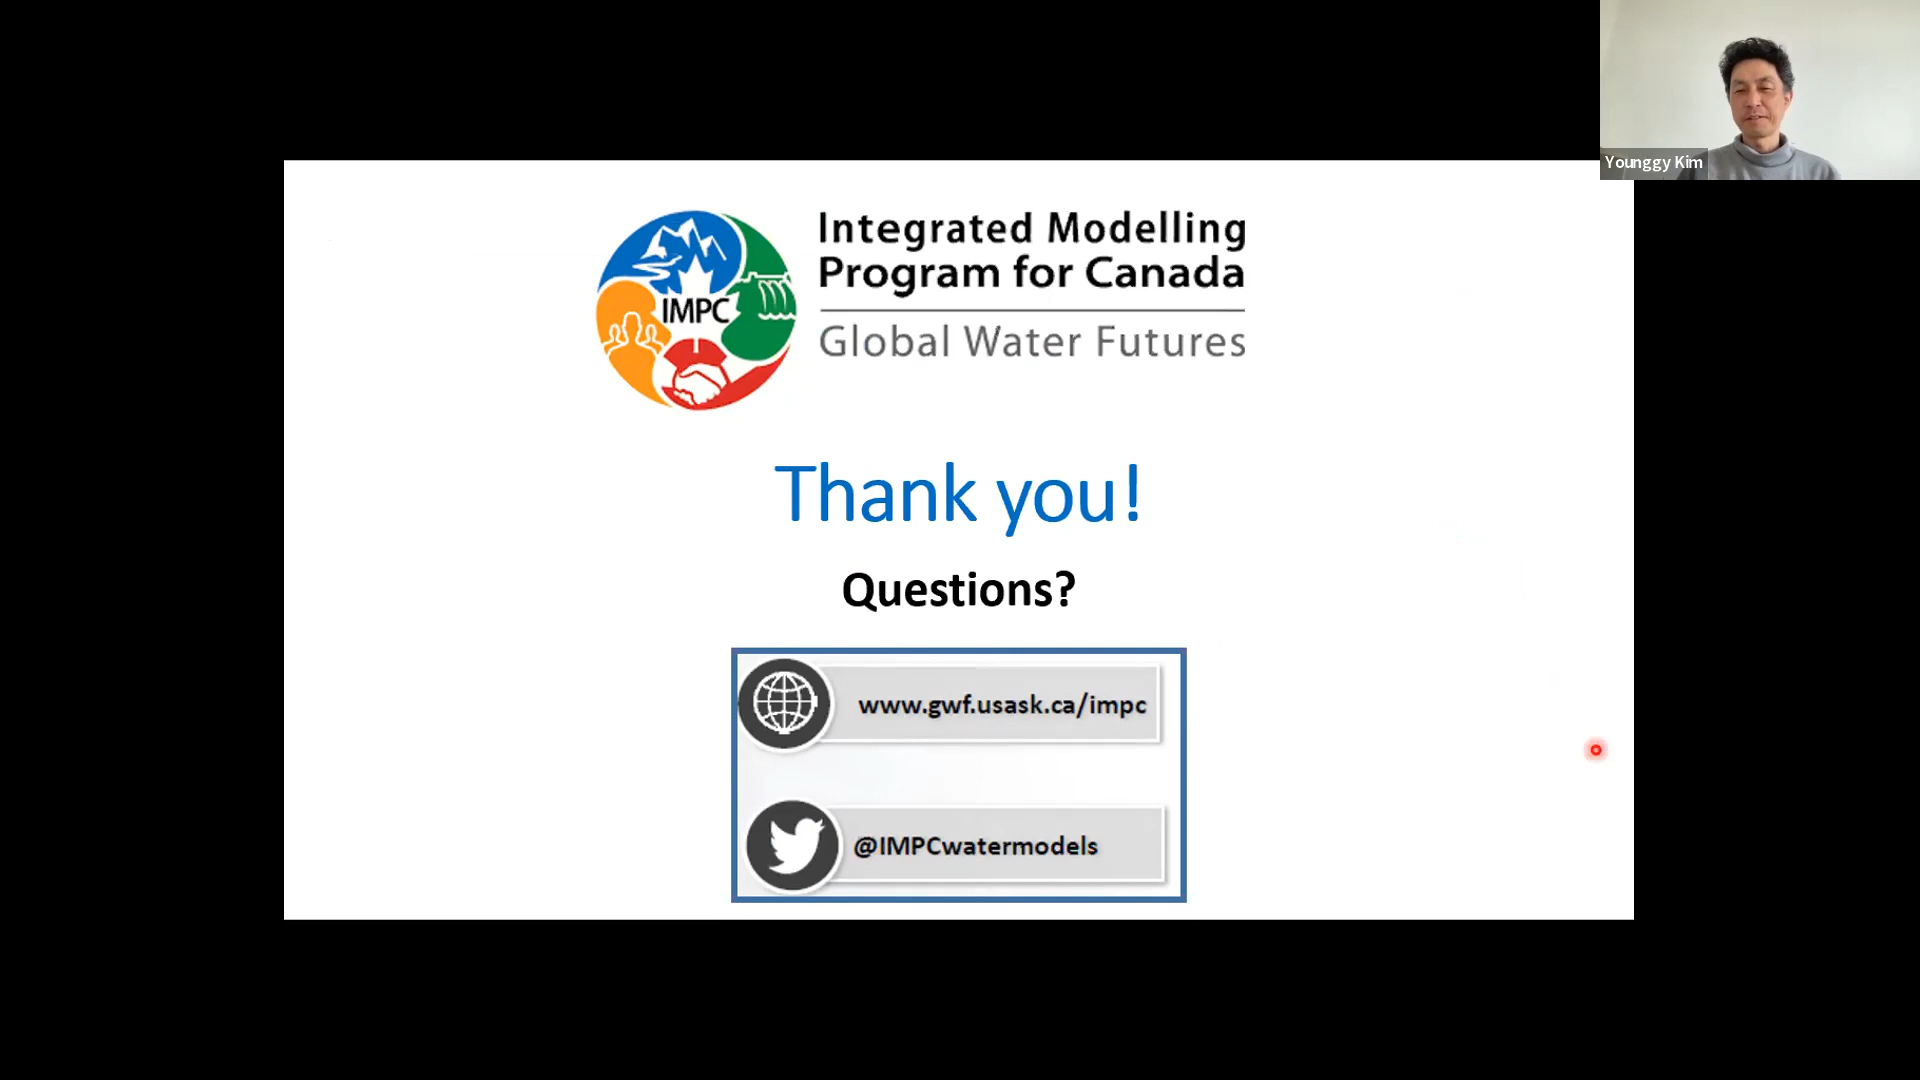 Younggy Kim
Integrated Modelling
Program for Canada
IMPC
Global Water Futures
Thank you!
Questions?
www.gwf.usask.ca/impc
@IMPCwatermodels